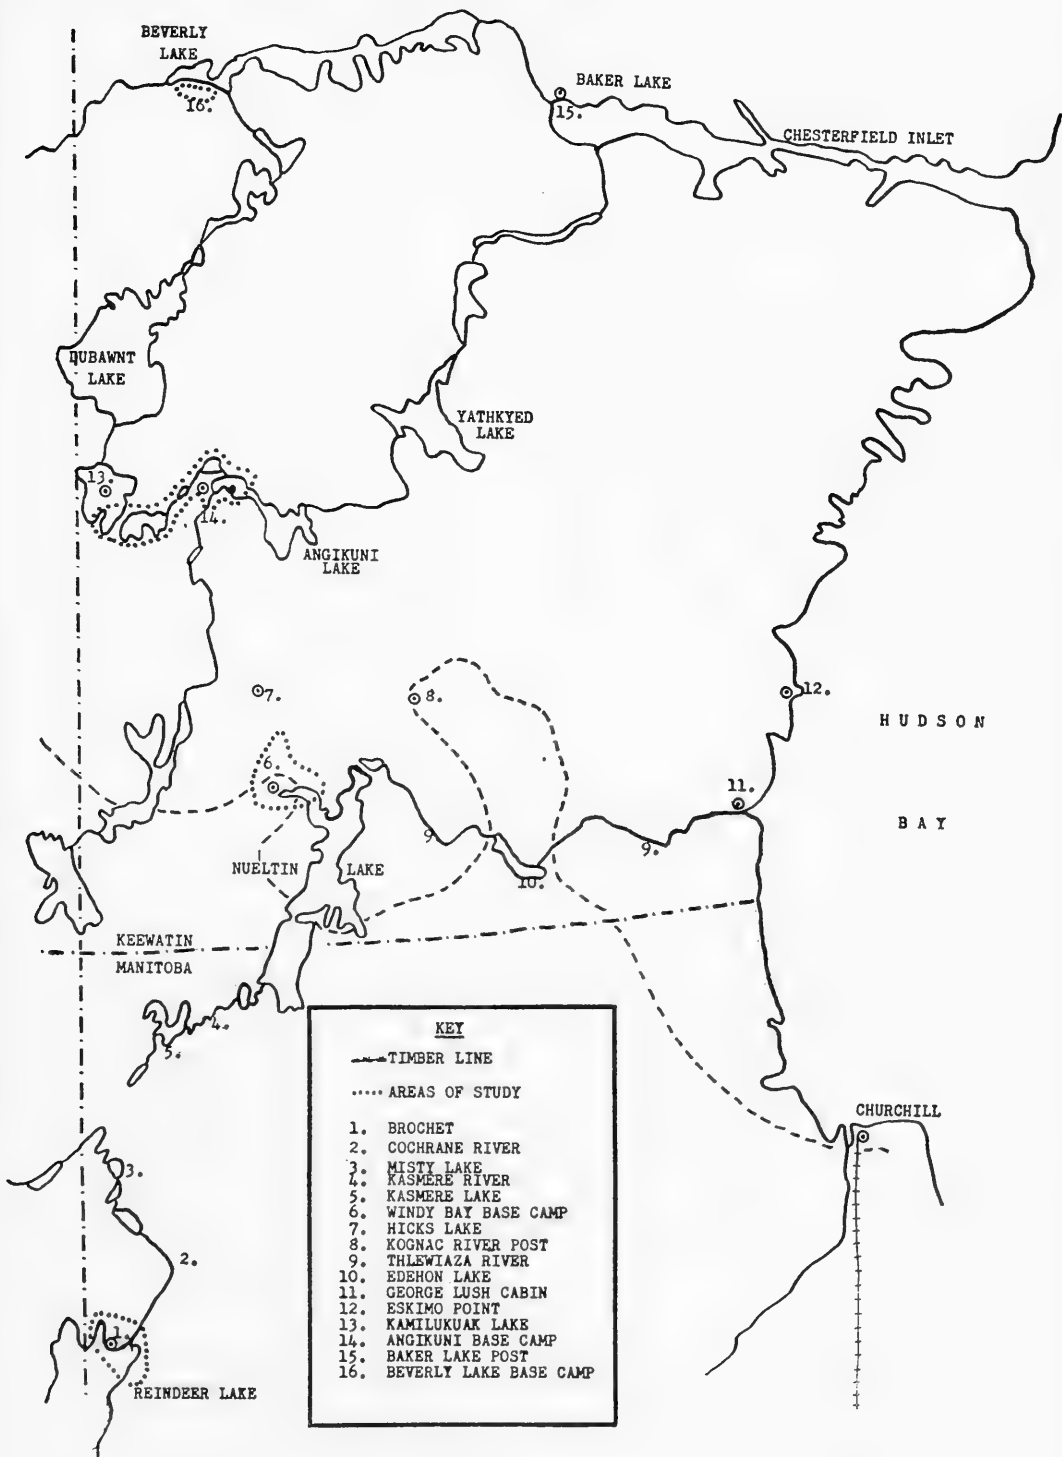 BEVERLY
LAKE
16.
BAKER LAKE
15.
CHESTERFIELD INLET
DUBAWNT
LAKE
YATHKYED
LAKE
13.
14.
ANGIKUNI
LAKE
7.
8.
12.
HUDSON
BAY
6.
11.
9.
9.
NUELTIN LAKE
10.
KEEWATIN
MANITOBA
4.
5.
KEY
TIMBER LINE
AREAS OF STUDY
1. BROCHET
2. COCHRANE RIVER
3. MISTY LAKE
4. KASMERE RIVER
5. KASMERE LAKE
6. WINDY BAY BASE CAMP
7. HICKS LAKE
8. KOGNAC RIVER POST
9. THLEWIAZA RIVER
10. EDEHON LAKE
11. GEORGE LUSH CABIN
12. ESKIMO POINT
13. KAMILUKUAK LAKE
14. ANGIKUNI BASE CAMP
15. BAKER LAKE POST
16. BEVERLY LAKE BASE CAMP
CHURCHILL
3.
2.
1.
REINDEER LAKE